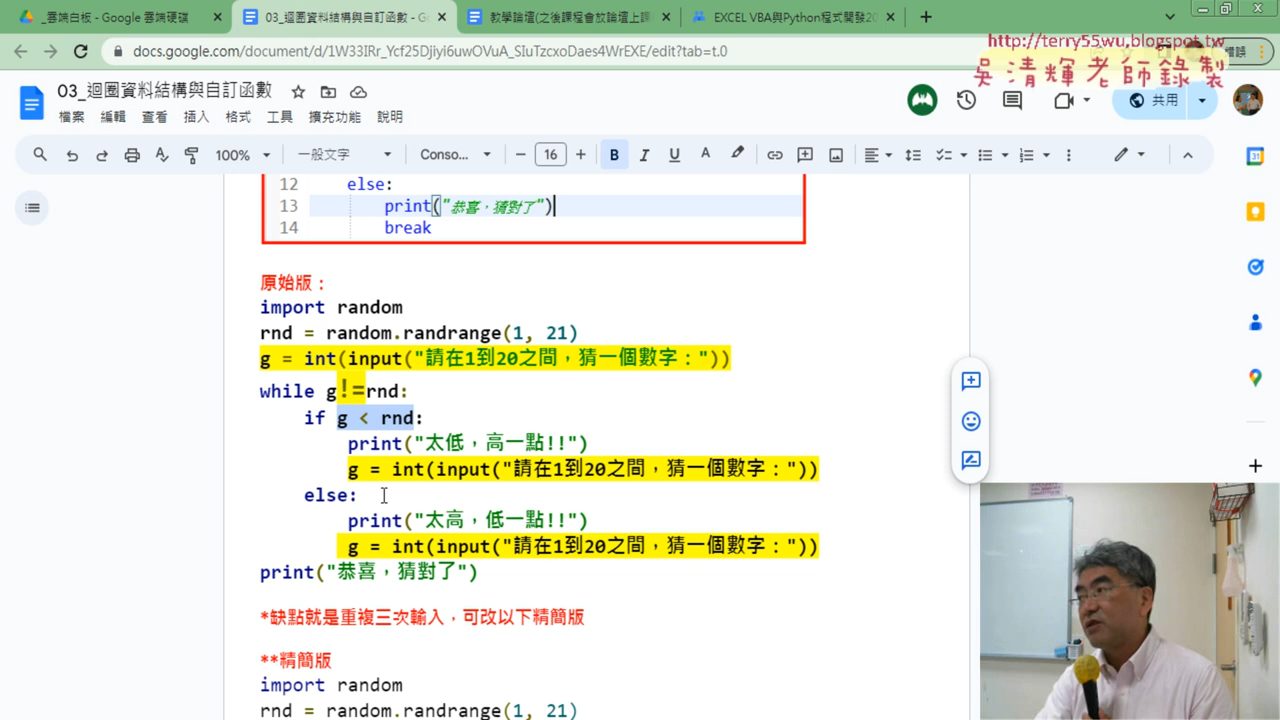 _雲端白板 - Google 雲端硬碟
03_迴圈資料結構與自訂函數 - Go
教學論壇(之後課程會放論壇上課
EXCEL VBA與Python程式開發20
docs.google.com/document/d/1W33IRr_Ycf25Djiyi6uwOVuA_SIuTzcxoDaes4WrEXE/edit?tab=t.0
http://terry55wu.blogspot.tw
吳清輝老師錄製
03_迴圈資料結構與自訂函數
檔案 編輯 查看 插入 格式 工具 擴充功能 說明
共用
100% 一般文字 Conso... 16 B I U A
12 else:
13 print("恭喜，猜對了")
14 break
原始版：
import random
rnd = random.randrange(1, 21)
g = int(input("請在1到20之間，猜一個數字："))
while g!=rnd:
if g < rnd:
print("太低，高一點!!")
g = int(input("請在1到20之間，猜一個數字："))
else:
print("太高，低一點!!")
g = int(input("請在1到20之間，猜一個數字："))
print("恭喜，猜對了")
*缺點就是重複三次輸入，可改以下精簡版
**精簡版
import random
rnd = random.randrange(1, 21)